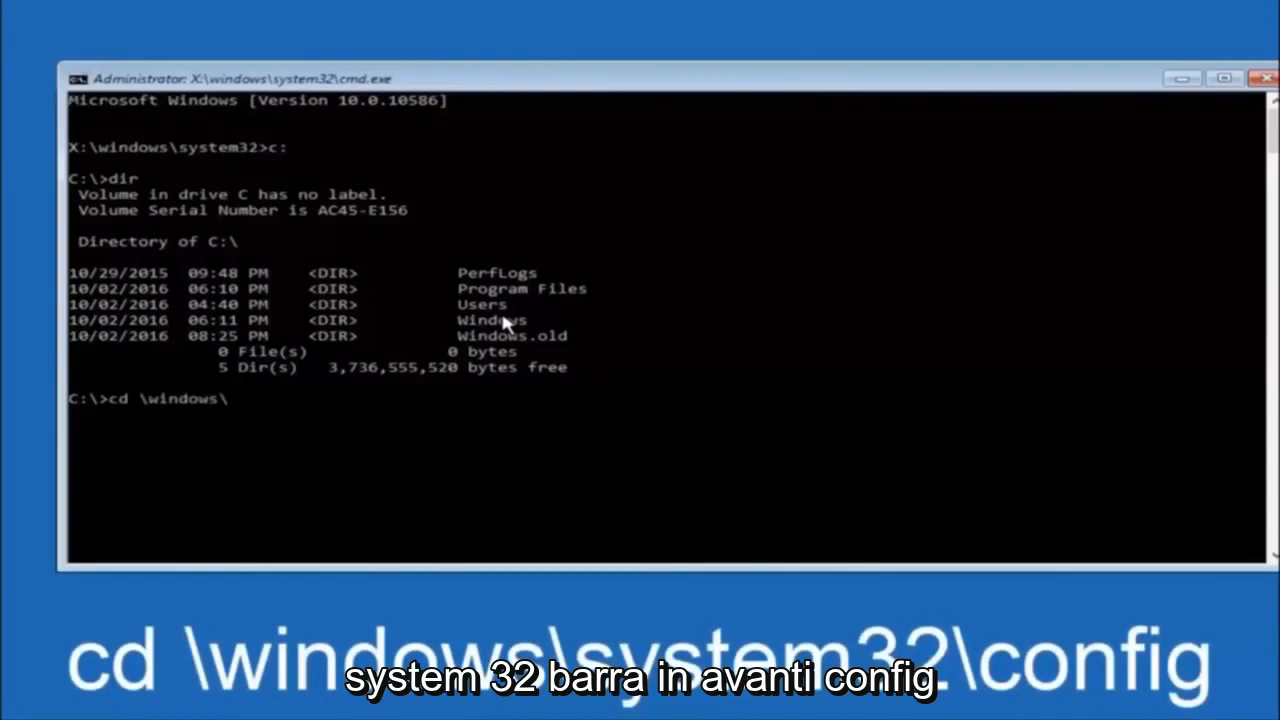 Administrator: X:\windows\system32\cmd.exe
Microsoft Windows [Version 10.0.10586]
X:\windows\system32>c:
C:\>dir
Volume in drive C has no label.
Volume Serial Number is AC45-E156
Directory of C:\
10/29/2015 09:48 PM <DIR> PerfLogs
10/02/2016 06:10 PM <DIR> Program Files
10/02/2016 04:40 PM <DIR> Users
10/02/2016 06:11 PM <DIR> Windows
10/02/2016 08:25 PM <DIR> Windows.old
0 File(s) 0 bytes
5 Dir(s) 3,736,555,520 bytes free
C:\>cd \windows\
cd \windows\system32\config
system 32 barra in avanti config